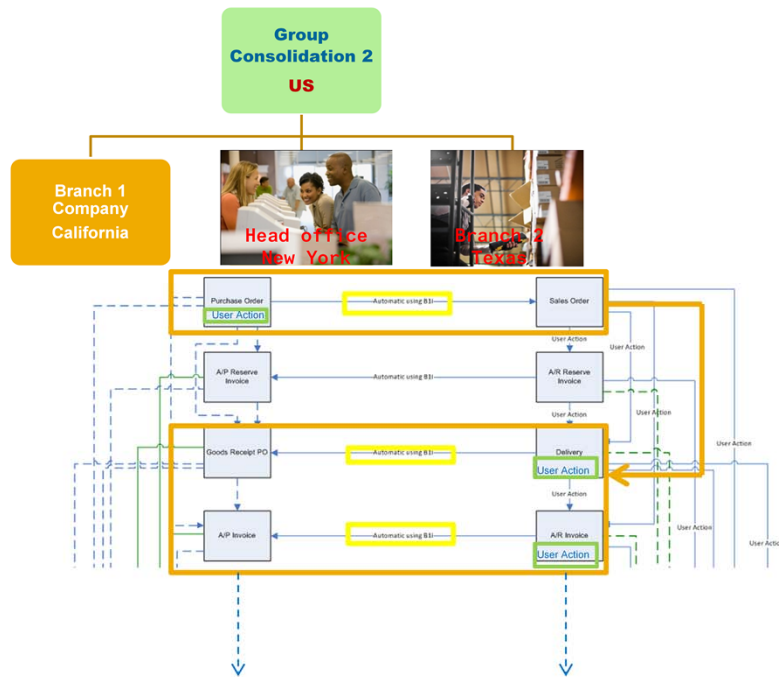 Group
Consolidation 2
US
Branch 1
Company
California
Head office
New York
Branch 2
Texas
Purchase Order
User Action
Automatic using B1i
Sales Order
User Action
User Action
A/P Reserve
Invoice
Automatic using B1i
A/R Reserve
Invoice
User Action
User Action
User Action
Goods Receipt PO
Automatic using B1i
Delivery
User Action
User Action
A/P Invoice
Automatic using B1i
A/R Invoice
User Action
User Action